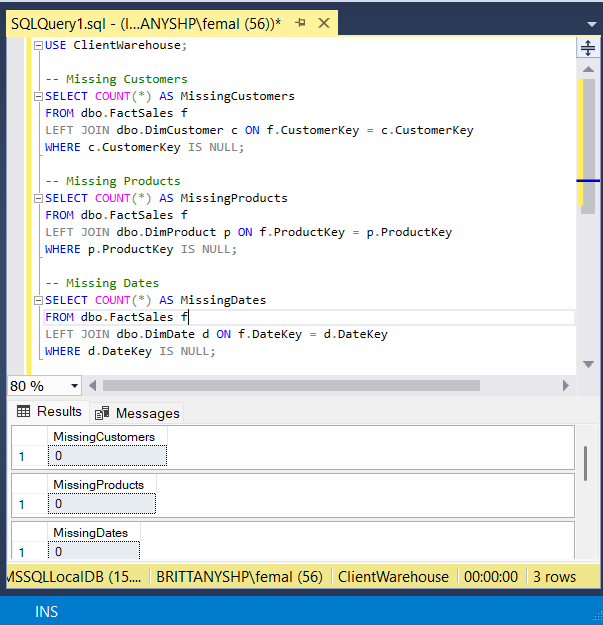 SQLQuery1.sql - (l...ANYSHP\femal (56))*
USE ClientWarehouse;
-- Missing Customers
SELECT COUNT(*) AS MissingCustomers
FROM dbo.FactSales f
LEFT JOIN dbo.DimCustomer c ON f.CustomerKey = c.CustomerKey
WHERE c.CustomerKey IS NULL;
-- Missing Products
SELECT COUNT(*) AS MissingProducts
FROM dbo.FactSales f
LEFT JOIN dbo.DimProduct p ON f.ProductKey = p.ProductKey
WHERE p.ProductKey IS NULL;
-- Missing Dates
SELECT COUNT(*) AS MissingDates
FROM dbo.FactSales f
LEFT JOIN dbo.DimDate d ON f.DateKey = d.DateKey
WHERE d.DateKey IS NULL;
80 %
Results Messages
MissingCustomers
1 0
MissingProducts
1 0
MissingDates
1 0
MSSQLLocalDB (15.... BRITTANYSHP\femal (56) ClientWarehouse 00:00:00 3 rows
INS